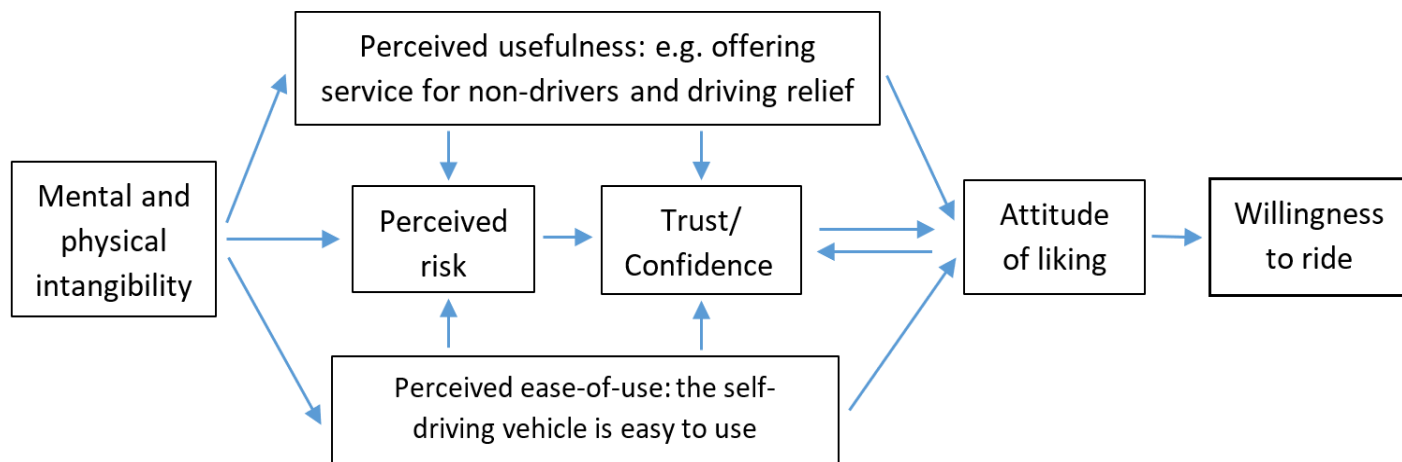 Perceived usefulness: e.g. offering
service for non-drivers and driving relief
Mental and
physical
intangibility
Perceived
risk
Trust/
Confidence
Attitude
of liking
Willingness
to ride
Perceived ease-of-use: the self-
driving vehicle is easy to use